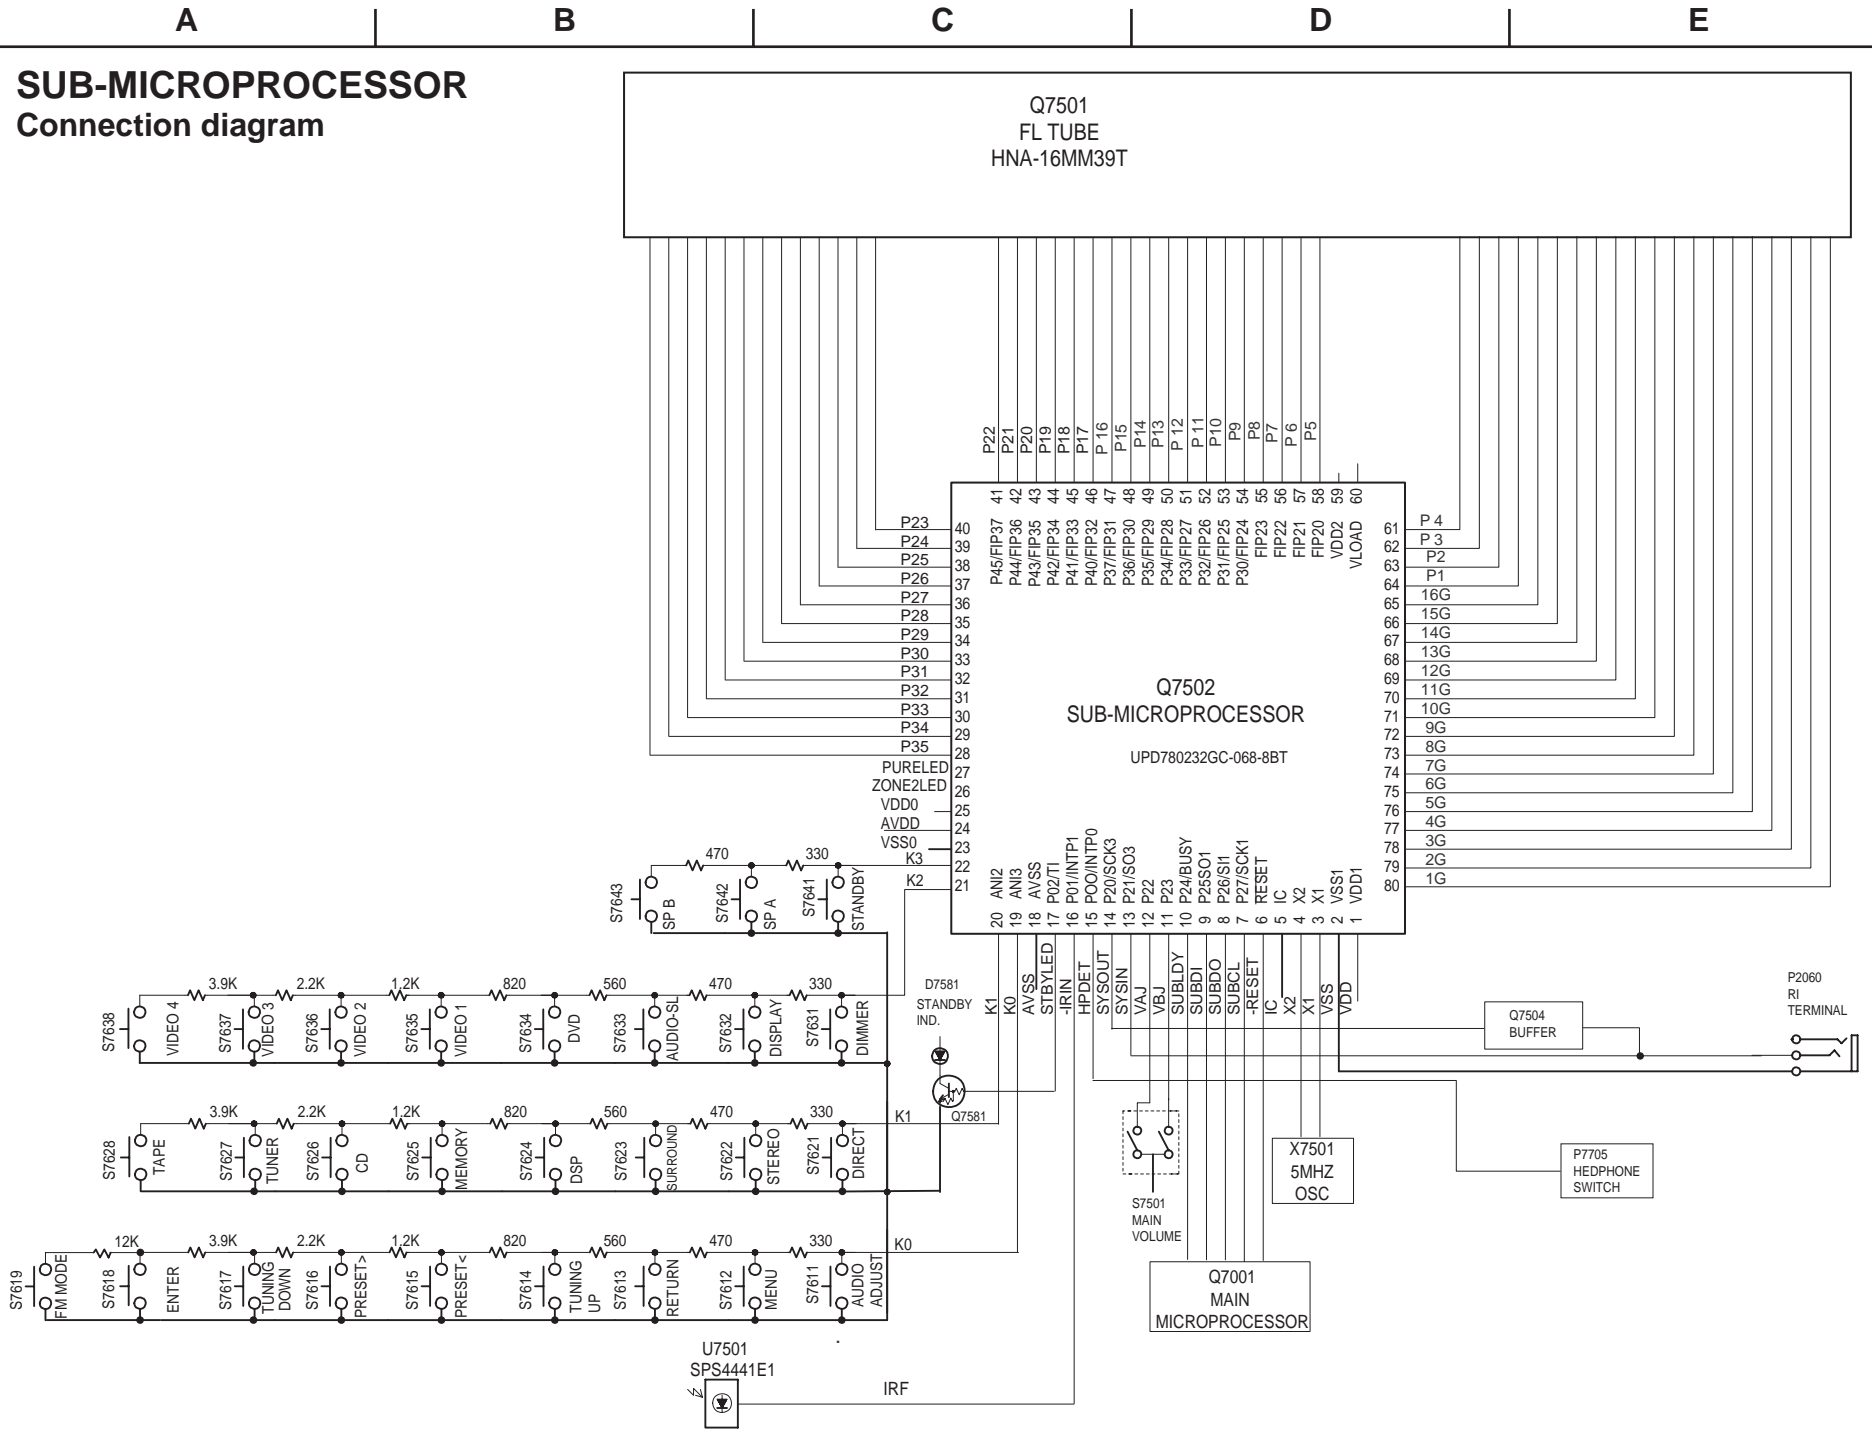 A B C D E
SUB-MICROPROCESSOR
Connection diagram
Q7501
FL TUBE
HNA-16MM39T
P22 P21 P20 P19 P18 P17 P 16 P15 P14 P13 P 12 P 11 P10 P9 P8 P7 P 6 P5
41 42 43 44 45 46 47 48 49 50 51 52 53 54 55 56 57 58 59 60
P45/FIP37 P44/FIP36 P43/FIP35 P42/FIP34 P41/FIP33 P40/FIP32 P37/FIP31 P36/FIP30 P35/FIP29 P34/FIP28 P33/FIP27 P32/FIP26 P31/FIP25 P30/FIP24 FIP23 FIP22 FIP21 FIP20 VDD2 VLOAD
P23 40
P24 39
P25 38
P26 37
P27 36
P28 35
P29 34
P30 33
P31 32
P32 31
P33 30
P34 29
P35 28
PURELED 27
ZONE2LED 26
VDD0 25
AVDD 24
VSS0 23
K3 22
K2 21
61 P 4
62 P 3
63 P2
64 P1
65 16G
66 15G
67 14G
68 13G
69 12G
70 11G
71 10G
72 9G
73 8G
74 7G
75 6G
76 5G
77 4G
78 3G
79 2G
80 1G
Q7502
SUB-MICROPROCESSOR
UPD780232GC-068-8BT
ANI2 ANI3 AVSS P02/TI P01/INTP1 POO/INTP0 P20/SCK3 P21/SO3 P22 P23 P24/BUSY P25SO1 P26/SI1 P27/SCK1 RESET IC X2 X1 VSS1 VDD1
20 19 18 17 16 15 14 13 12 11 10 9 8 7 6 5 4 3 2 1
K1 K0 AVSS STBYLED -IRIN HPDET SYSOUT SYSIN VAJ VBJ SUBLDY SUBDI SUBDO SUBCL -RESET IC X2 X1 VSS VDD
470 330
S7643 SP B S7642 SP A S7641 STANDBY
3.9K 2.2K 1.2K 820 560 470 330
S7638 VIDEO 4 S7637 VIDEO 3 S7636 VIDEO 2 S7635 VIDEO 1 S7634 DVD S7633 AUDIO-SL S7632 DISPLAY S7631 DIMMER
D7581
STANDBY
IND.
Q7581
3.9K 2.2K 1.2K 820 560 470 330 K1
S7628 TAPE S7627 TUNER S7626 CD S7625 MEMORY S7624 DSP S7623 SURROUND S7622 STEREO S7621 DIRECT
12K 3.9K 2.2K 1.2K 820 560 470 330 K0
S7619 FM MODE S7618 ENTER S7617 TUNING DOWN S7616 PRESET> S7615 PRESET< S7614 TUNING UP S7613 RETURN S7612 MENU S7611 AUDIO ADJUST
U7501
SPS4441E1
IRF
S7501
MAIN
VOLUME
Q7001
MAIN
MICROPROCESSOR
X7501
5MHZ
OSC
Q7504
BUFFER
P2060
RI
TERMINAL
P7705
HEDPHONE
SWITCH